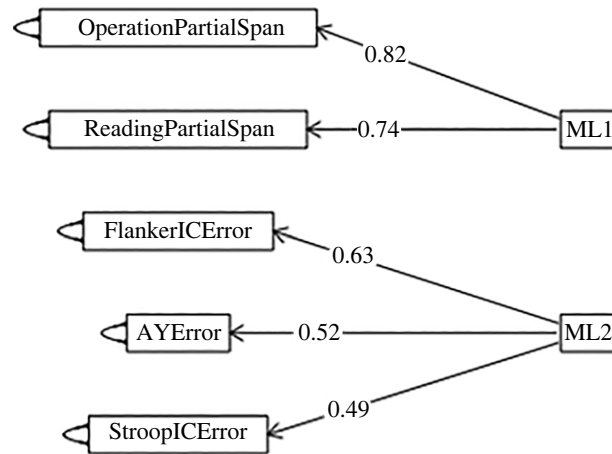 OperationPartialSpan
0.82
ReadingPartialSpan
0.74
ML1
FlankerICError
0.63
AYError
0.52
ML2
0.49
StroopICError